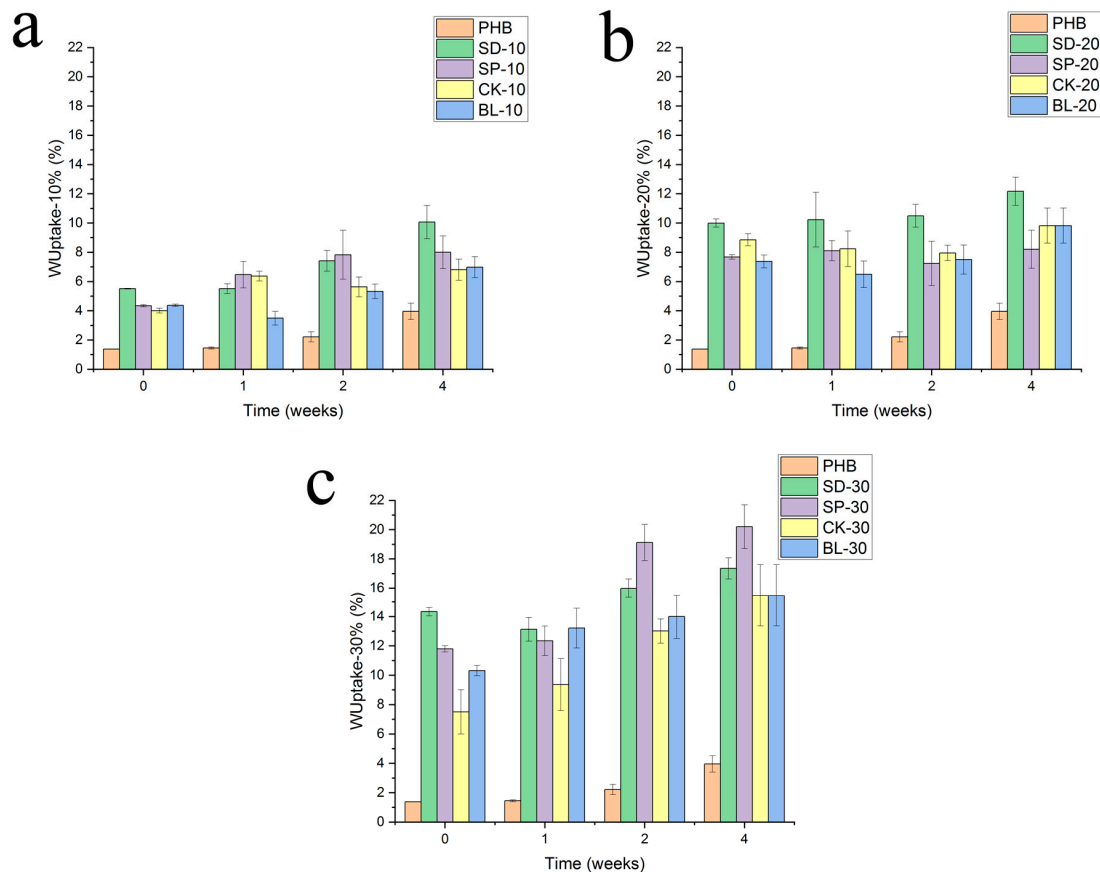 a
PHB
SD-10
SP-10
CK-10
BL-10
WUptake-10% (%)
22
20
18
16
14
12
10
8
6
4
2
0
0 1 2 4
Time (weeks)
b
PHB
SD-20
SP-20
CK-20
BL-20
WUptake-20% (%)
22
20
18
16
14
12
10
8
6
4
2
0
0 1 2 4
Time (weeks)
c
PHB
SD-30
SP-30
CK-30
BL-30
WUptake-30% (%)
22
20
18
16
14
12
10
8
6
4
2
0
0 1 2 4
Time (weeks)